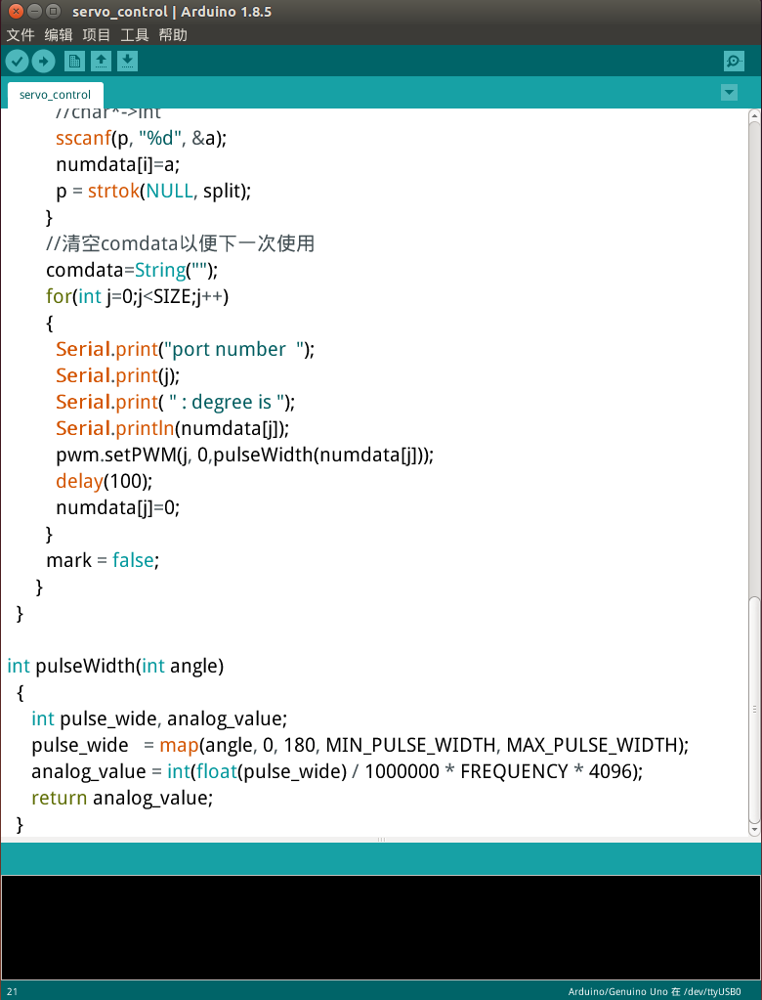 servo_control | Arduino 1.8.5
文件 编辑 项目 工具 帮助
servo_control
//char*->int
sscanf(p, "%d", &a);
numdata[i]=a;
p = strtok(NULL, split);
}
//清空comdata以便下一次使用
comdata=String("");
for(int j=0;j<SIZE;j++)
{
Serial.print("port number  ");
Serial.print(j);
Serial.print( " : degree is ");
Serial.println(numdata[j]);
pwm.setPWM(j, 0,pulseWidth(numdata[j]));
delay(100);
numdata[j]=0;
}
mark = false;
}
}
int pulseWidth(int angle)
{
int pulse_wide, analog_value;
pulse_wide   = map(angle, 0, 180, MIN_PULSE_WIDTH, MAX_PULSE_WIDTH);
analog_value = int(float(pulse_wide) / 1000000 * FREQUENCY * 4096);
return analog_value;
}
21 Arduino/Genuino Uno 在 /dev/ttyUSB0